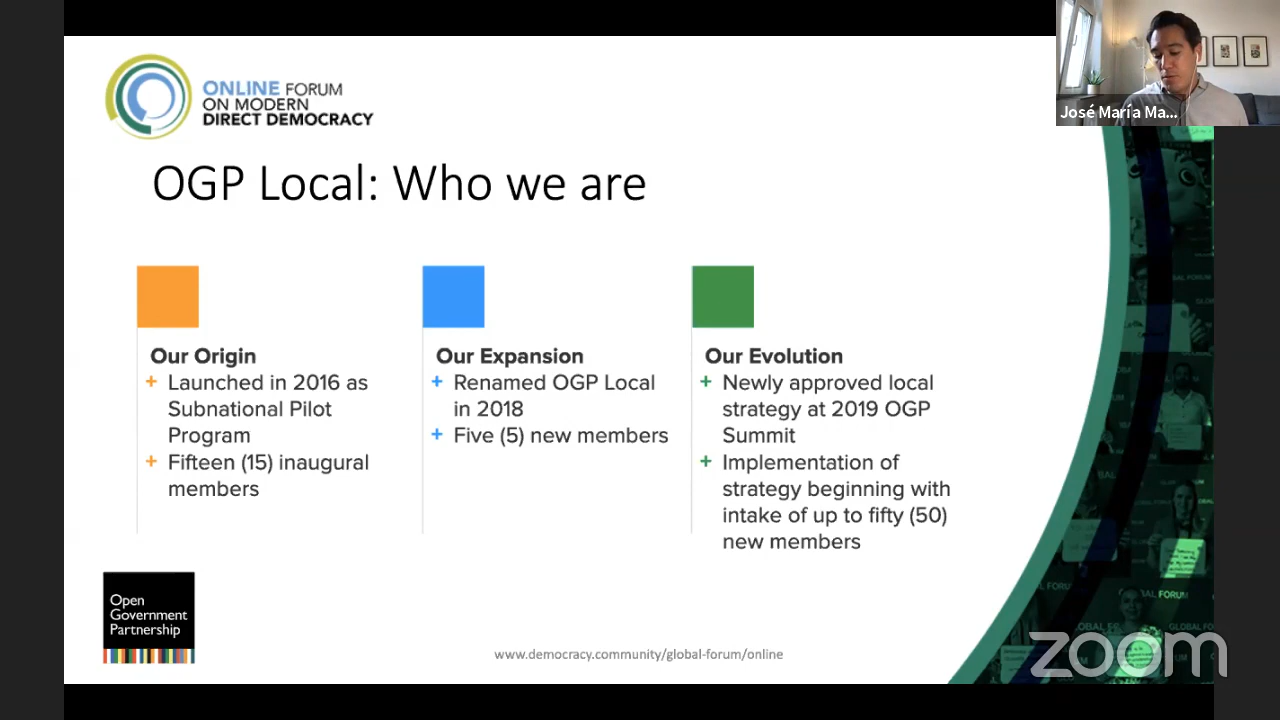 José María Ma...
ONLINE FORUM
ON MODERN
DIRECT DEMOCRACY
OGP Local: Who we are
Our Origin
+ Launched in 2016 as
Subnational Pilot
Program
+ Fifteen (15) inaugural
members
Our Expansion
+ Renamed OGP Local
in 2018
+ Five (5) new members
Our Evolution
+ Newly approved local
strategy at 2019 OGP
Summit
+ Implementation of
strategy beginning with
intake of up to fifty (50)
new members
Open
Government
Partnership
www.democracy.community/global-forum/online
zoom